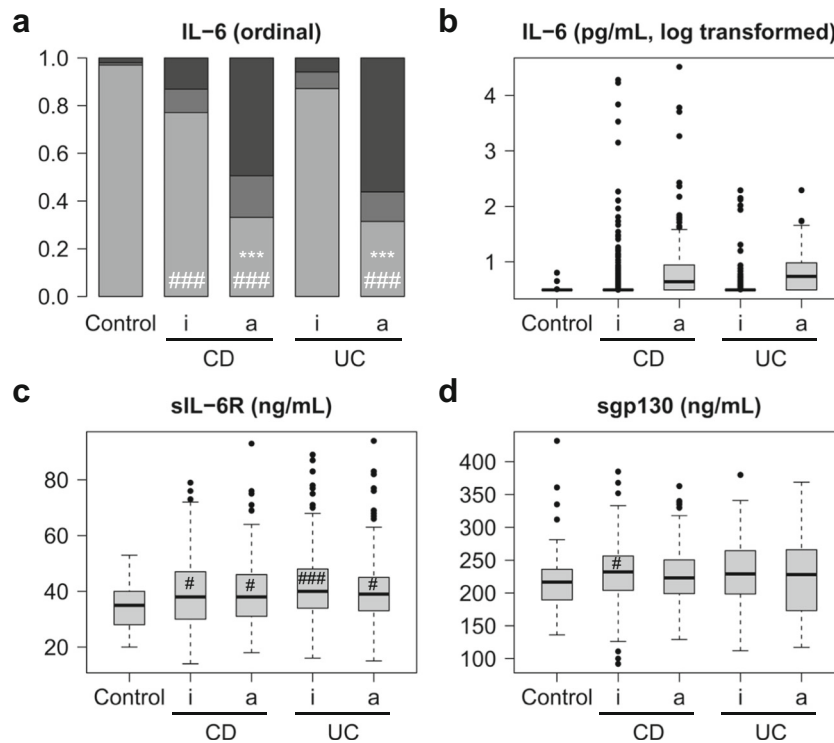 a
IL−6 (ordinal)
1.0
0.8
0.6
0.4
0.2
0.0
*** ***
### ### ###
Control i a i a
CD UC
b
IL−6 (pg/mL, log transformed)
4
3
2
1
Control i a i a
CD UC
c
sIL−6R (ng/mL)
80
60
40
20
# # ### #
Control i a i a
CD UC
d
sgp130 (ng/mL)
400
350
300
250
200
150
100
#
Control i a i a
CD UC